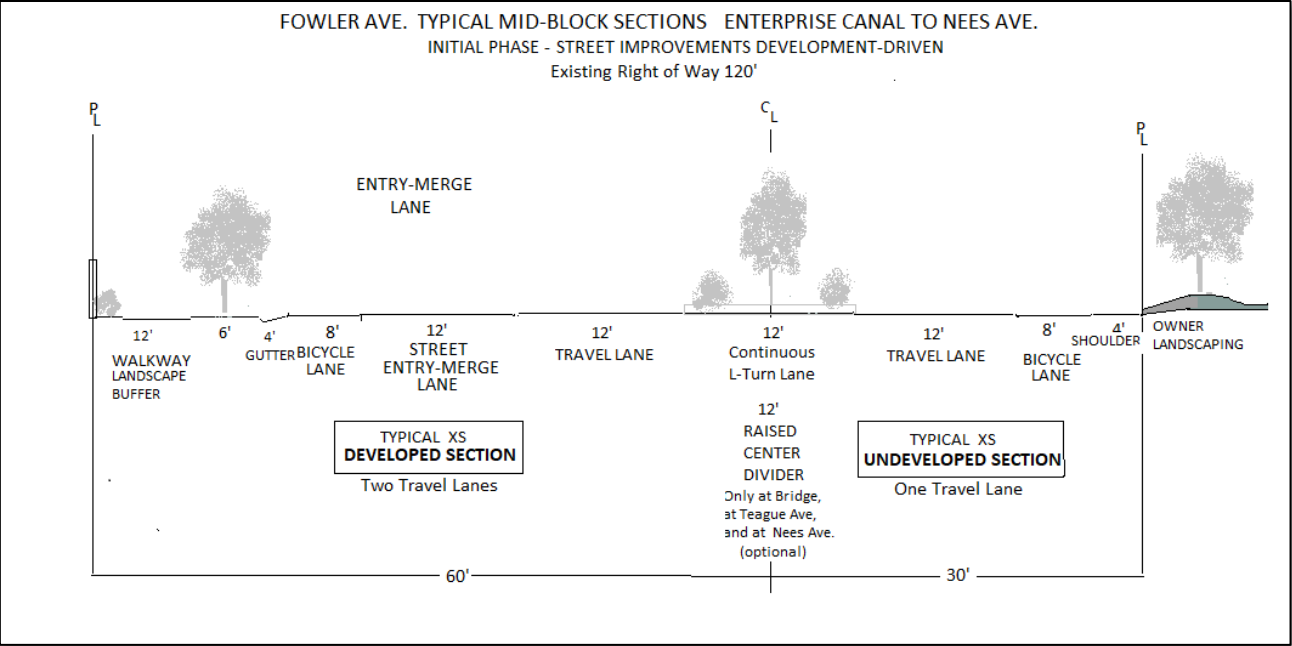 FOWLER AVE. TYPICAL MID-BLOCK SECTIONS ENTERPRISE CANAL TO NEES AVE.
INITIAL PHASE - STREET IMPROVEMENTS DEVELOPMENT-DRIVEN
Existing Right of Way 120'
PL
CL
PL
ENTRY-MERGE
LANE
12'
WALKWAY
LANDSCAPE
BUFFER
6'
4'
GUTTER
8'
BICYCLE
LANE
12'
STREET
ENTRY-MERGE
LANE
12'
TRAVEL LANE
12'
Continuous
L-Turn Lane
12'
RAISED
CENTER
DIVIDER
Only at Bridge,
at Teague Ave,
and at Nees Ave.
(optional)
12'
TRAVEL LANE
8'
BICYCLE
LANE
4'
SHOULDER
OWNER
LANDSCAPING
TYPICAL XS
DEVELOPED SECTION
Two Travel Lanes
TYPICAL XS
UNDEVELOPED SECTION
One Travel Lane
60'
30'